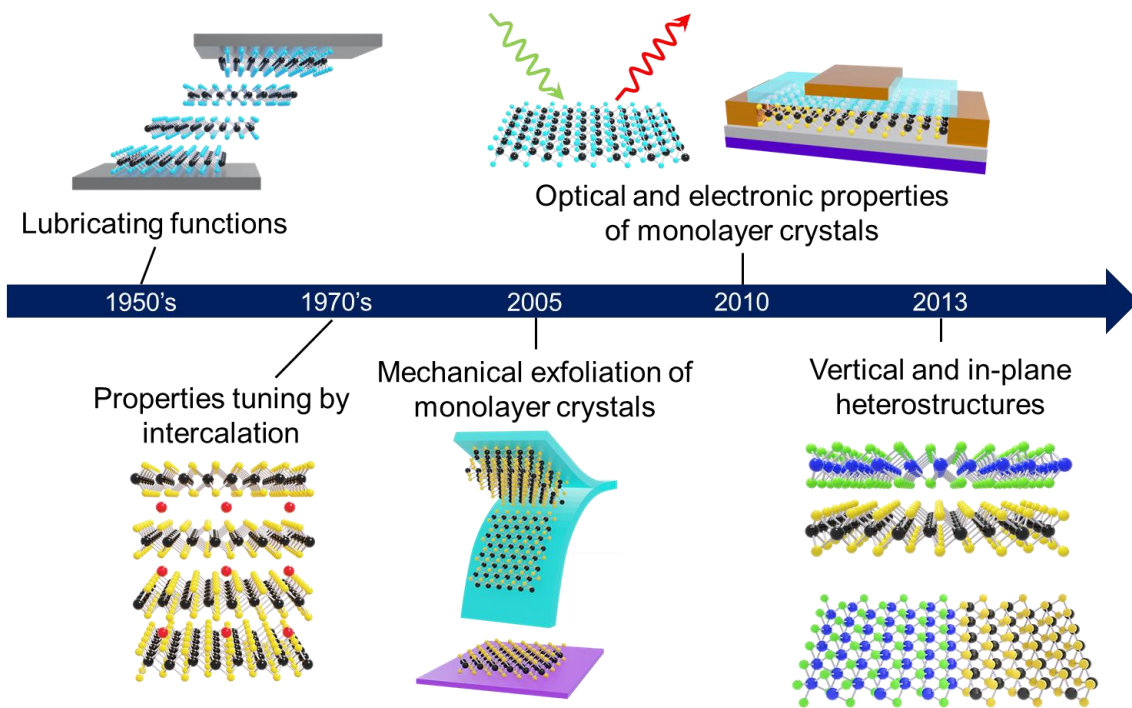 Lubricating functions
Optical and electronic properties
of monolayer crystals
1950's
1970's
2005
2010
2013
Properties tuning by
intercalation
Mechanical exfoliation of
monolayer crystals
Vertical and in-plane
heterostructures